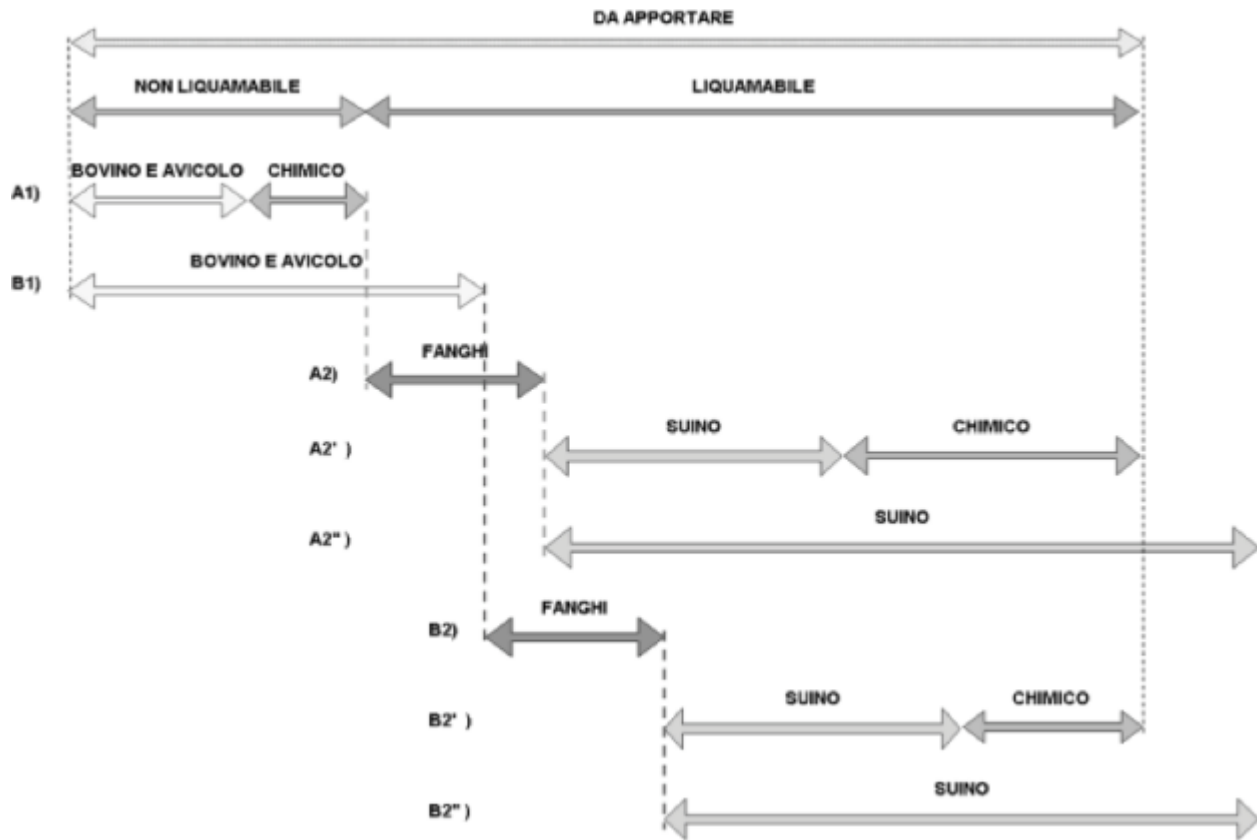 DA APPORTARE
NON LIQUAMABILE LIQUAMABILE
BOVINO E AVICOLO CHIMICO
A1)
BOVINO E AVICOLO
B1)
FANGHI
A2)
SUINO CHIMICO
A2' )
SUINO
A2" )
FANGHI
B2)
SUINO CHIMICO
B2' )
SUINO
B2" )